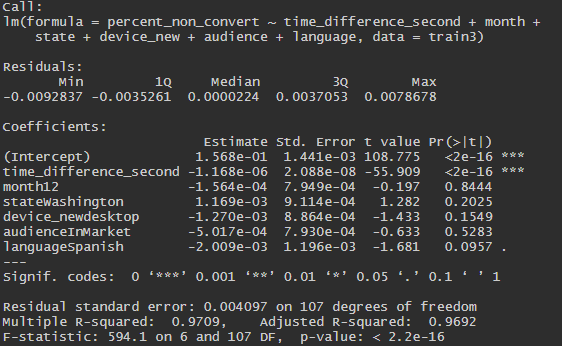 Call:
lm(formula = percent_non_convert ~ time_difference_second + month +
    state + device_new + audience + language, data = train3)

Residuals:
       Min         1Q     Median         3Q        Max
-0.0092837 -0.0035261  0.0000224  0.0037053  0.0078678

Coefficients:
                         Estimate Std. Error t value Pr(>|t|)
(Intercept)             1.568e-01  1.441e-03 108.775   <2e-16 ***
time_difference_second -1.168e-06  2.088e-08 -55.909   <2e-16 ***
month12                -1.564e-04  7.949e-04  -0.197   0.8444
stateWashington         1.169e-03  9.114e-04   1.282   0.2025
device_newdesktop      -1.270e-03  8.864e-04  -1.433   0.1549
audienceInMarket       -5.017e-04  7.930e-04  -0.633   0.5283
languageSpanish        -2.009e-03  1.196e-03  -1.681   0.0957 .
---
Signif. codes:  0 ‘***’ 0.001 ‘**’ 0.01 ‘*’ 0.05 ‘.’ 0.1 ‘ ’ 1

Residual standard error: 0.004097 on 107 degrees of freedom
Multiple R-squared:  0.9709,    Adjusted R-squared:  0.9692
F-statistic: 594.1 on 6 and 107 DF,  p-value: < 2.2e-16